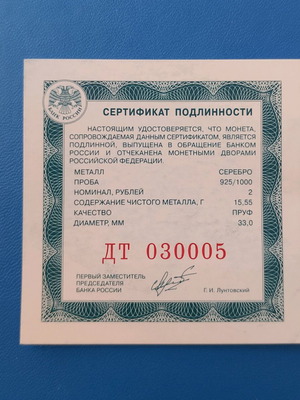 БАНК РОССИИ
СЕРТИФИКАТ ПОДЛИННОСТИ
НАСТОЯЩИМ УДОСТОВЕРЯЕТСЯ, ЧТО МОНЕТА,
СОПРОВОЖДАЕМАЯ ДАННЫМ СЕРТИФИКАТОМ, ЯВЛЯЕТСЯ
ПОДЛИННОЙ, ВЫПУЩЕНА В ОБРАЩЕНИЕ БАНКОМ
РОССИИ И ОТЧЕКАНЕНА МОНЕТНЫМИ ДВОРАМИ
РОССИЙСКОЙ ФЕДЕРАЦИИ.
МЕТАЛЛ СЕРЕБРО
ПРОБА 925/1000
НОМИНАЛ, РУБЛЕЙ 2
СОДЕРЖАНИЕ ЧИСТОГО МЕТАЛЛА, Г 15,55
КАЧЕСТВО ПРУФ
ДИАМЕТР, ММ 33,0
ДТ 030005
ПЕРВЫЙ ЗАМЕСТИТЕЛЬ
ПРЕДСЕДАТЕЛЯ
БАНКА РОССИИ Г.И. Лунтовский